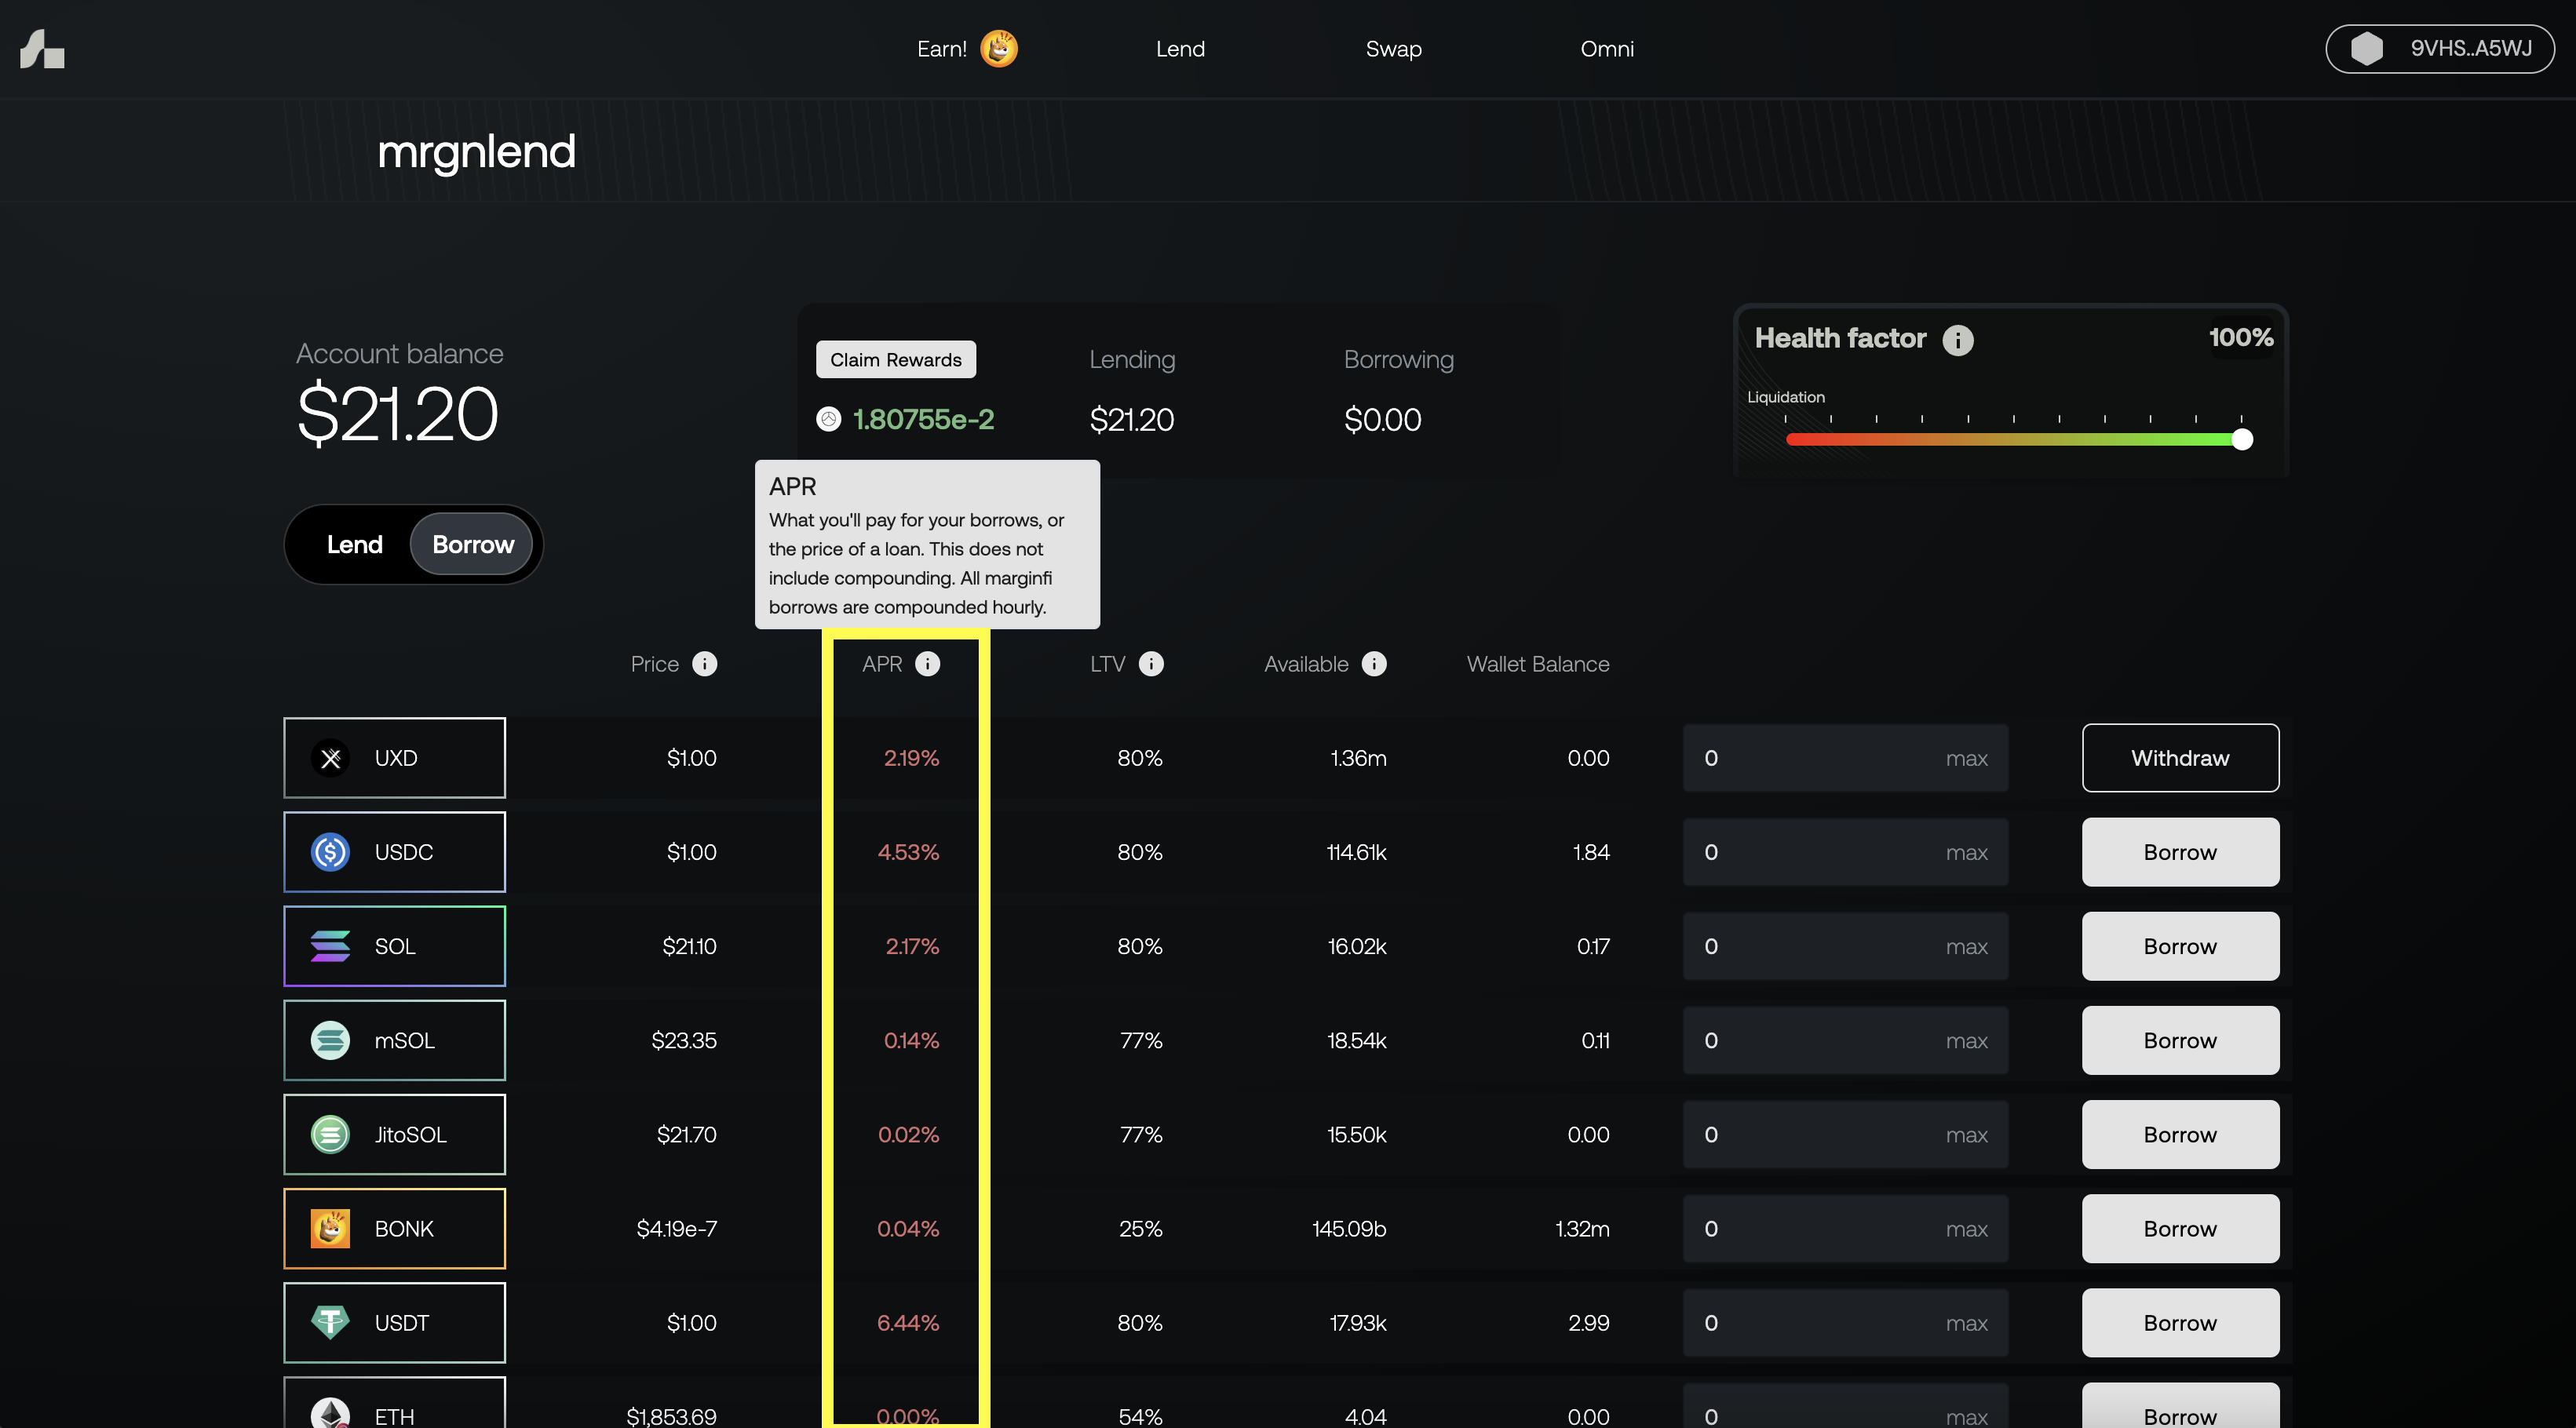 Earn! Lend Swap Omni 9VHS..A5WJ
mrgnlend
Account balance
$21.20
Claim Rewards Lending Borrowing
1.80755e-2 $21.20 $0.00
Health factor 100%
Liquidation
APR
What you'll pay for your borrows, or
the price of a loan. This does not
include compounding. All marginfi
borrows are compounded hourly.
Lend Borrow
Price APR LTV Available Wallet Balance
UXD $1.00 2.19% 80% 1.36m 0.00 0 max Withdraw
USDC $1.00 4.53% 80% 114.61k 1.84 0 max Borrow
SOL $21.10 2.17% 80% 16.02k 0.17 0 max Borrow
mSOL $23.35 0.14% 77% 18.54k 0.11 0 max Borrow
JitoSOL $21.70 0.02% 77% 15.50k 0.00 0 max Borrow
BONK $4.19e-7 0.04% 25% 145.09b 1.32m 0 max Borrow
USDT $1.00 6.44% 80% 17.93k 2.99 0 max Borrow
ETH $1,853.69 0.00% 54% 4.04 0.00 0 max Borrow